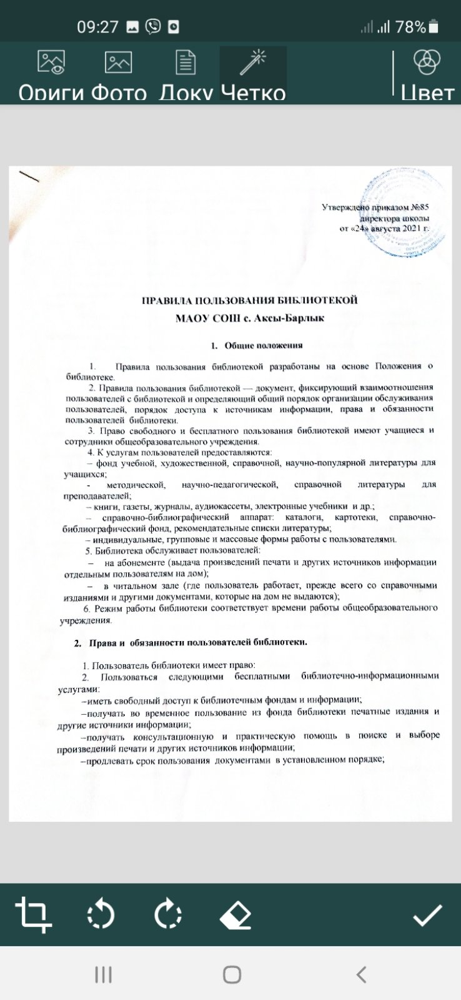 09:27 78%
Ориги Фото Доку Четко Цвет
Утверждено приказом №85
директора школы
от «24» августа 2021 г.
ПРАВИЛА ПОЛЬЗОВАНИЯ БИБЛИОТЕКОЙ
МАОУ СОШ с. Аксы-Барлык
1. Общие положения
1. Правила пользования библиотекой разработаны на основе Положения о
библиотеке.
2. Правила пользования библиотекой — документ, фиксирующий взаимоотношения
пользователей с библиотекой и определяющий общий порядок организации обслуживания
пользователей, порядок доступа к источникам информации, права и обязанности
пользователей библиотеки.
3. Право свободного и бесплатного пользования библиотекой имеют учащиеся и
сотрудники общеобразовательного учреждения.
4. К услугам пользователей предоставляются:
– фонд учебной, художественной, справочной, научно-популярной литературы для
учащихся;
- методической, научно-педагогической, справочной литературы для
преподавателей;
– книги, газеты, журналы, аудиокассеты, электронные учебники и др.;
– справочно-библиографический аппарат: каталоги, картотеки, справочно-
библиографический фонд, рекомендательные списки литературы;
– индивидуальные, групповые и массовые формы работы с пользователями.
5. Библиотека обслуживает пользователей:
– на абонементе (выдача произведений печати и других источников информации
отдельным пользователям на дом);
– в читальном зале (где пользователь работает, прежде всего со справочными
изданиями и другими документами, которые на дом не выдаются);
6. Режим работы библиотеки соответствует времени работы общеобразовательного
учреждения.
2. Права и обязанности пользователей библиотеки.
1. Пользователь библиотеки имеет право:
2. Пользоваться следующими бесплатными библиотечно-информационными
услугами:
–иметь свободный доступ к библиотечным фондам и информации;
–получать во временное пользование из фонда библиотеки печатные издания и
другие источники информации;
–получать консультационную и практическую помощь в поиске и выборе
произведений печати и других источников информации;
–продлевать срок пользования документами в установленном порядке;